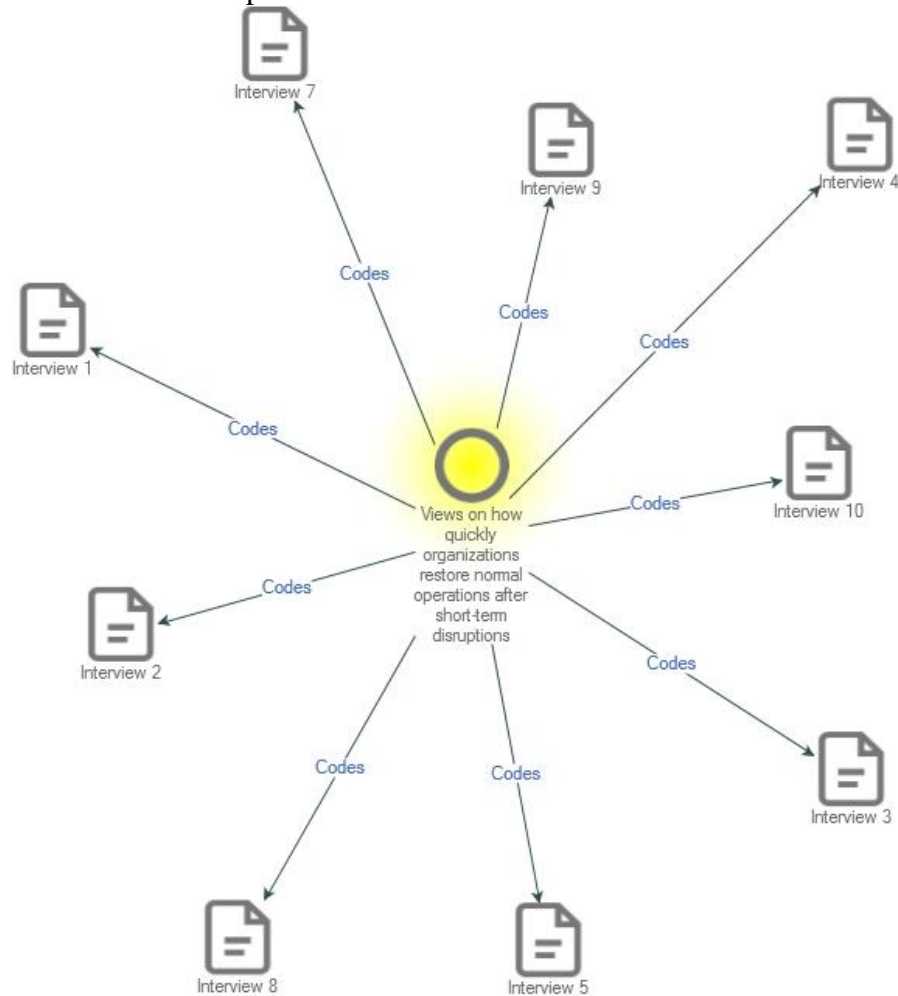 Interview 7
Interview 9
Interview 4
Codes
Codes
Interview 1
Codes
Codes
Interview 10
Codes
Views on how
quickly
organizations
restore normal
operations after
short-term
disruptions
Codes
Interview 2
Codes
Interview 3
Codes
Codes
Interview 8
Interview 5